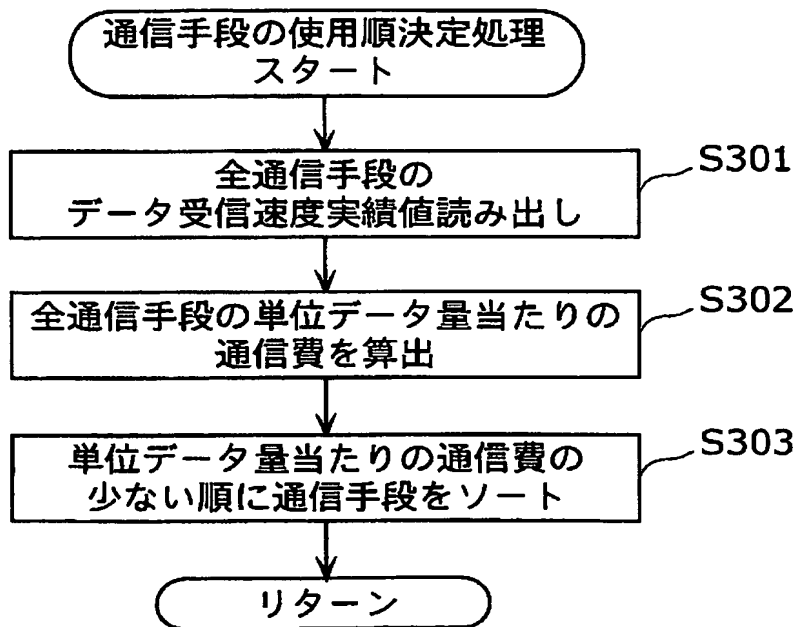 通信手段の使用順決定処理
スタート
全通信手段の
データ受信速度実績値読み出し
S301
全通信手段の単位データ量当たりの
通信費を算出
S302
単位データ量当たりの通信費の
少ない順に通信手段をソート
S303
リターン